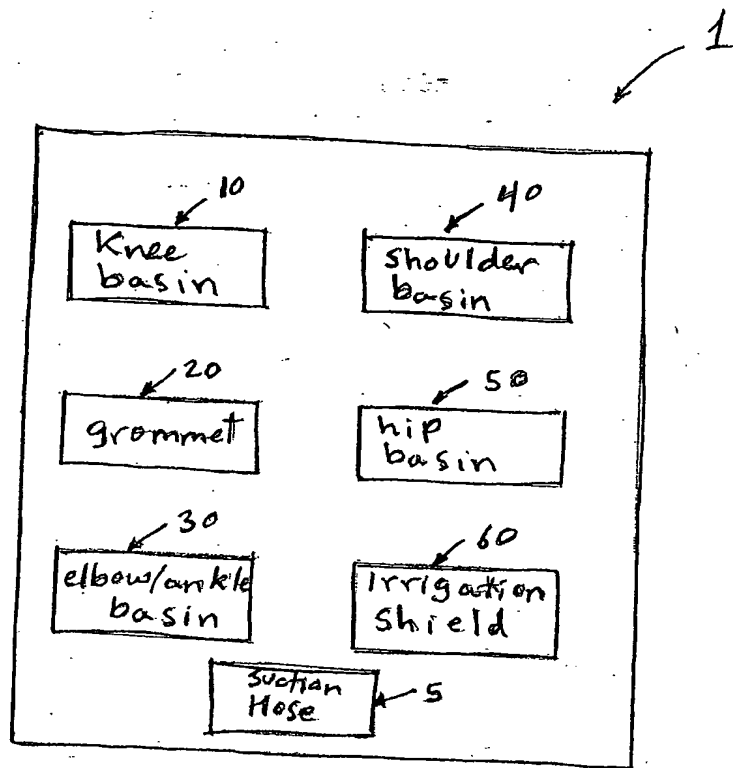 1
10
Knee
basin
40
shoulder
basin
20
grommet
50
hip
basin
30
elbow/ankle
basin
60
Irrigation
shield
Suction
Hose
5